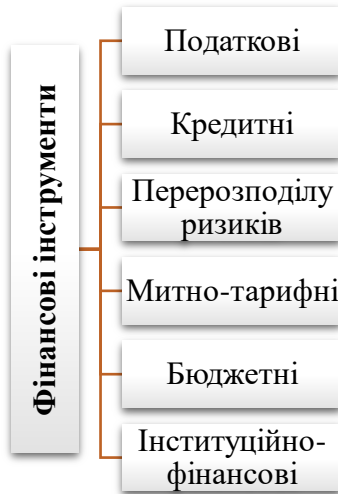 Фінансові інструменти
Податкові
Кредитні
Перерозподілу
ризиків
Митно-тарифні
Бюджетні
Інституційно-
фінансові